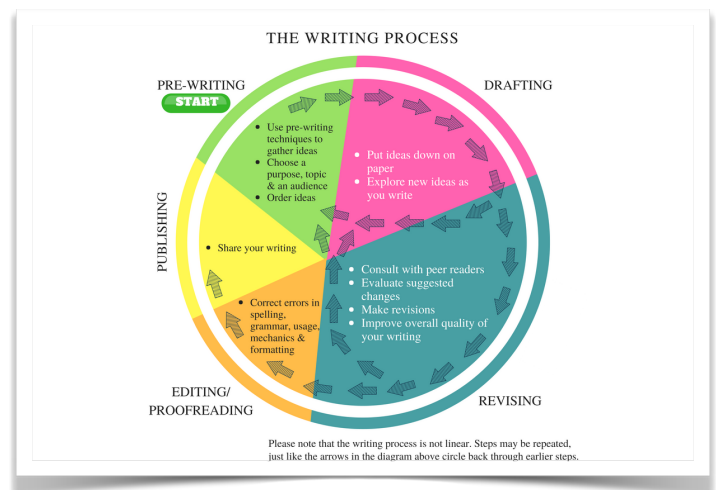 THE WRITING PROCESS
PRE-WRITING
START
DRAFTING
• Use pre-writing
techniques to
gather ideas
• Choose a
purpose, topic
& an audience
• Order ideas
• Put ideas down on
paper
• Explore new ideas as
you write
PUBLISHING
• Share your writing
• Consult with peer readers
• Evaluate suggested
changes
• Make revisions
• Improve overall quality of
your writing
• Correct errors in
spelling,
grammar, usage,
mechanics &
formatting
EDITING/
PROOFREADING
REVISING
Please note that the writing process is not linear. Steps may be repeated,
just like the arrows in the diagram above circle back through earlier steps.